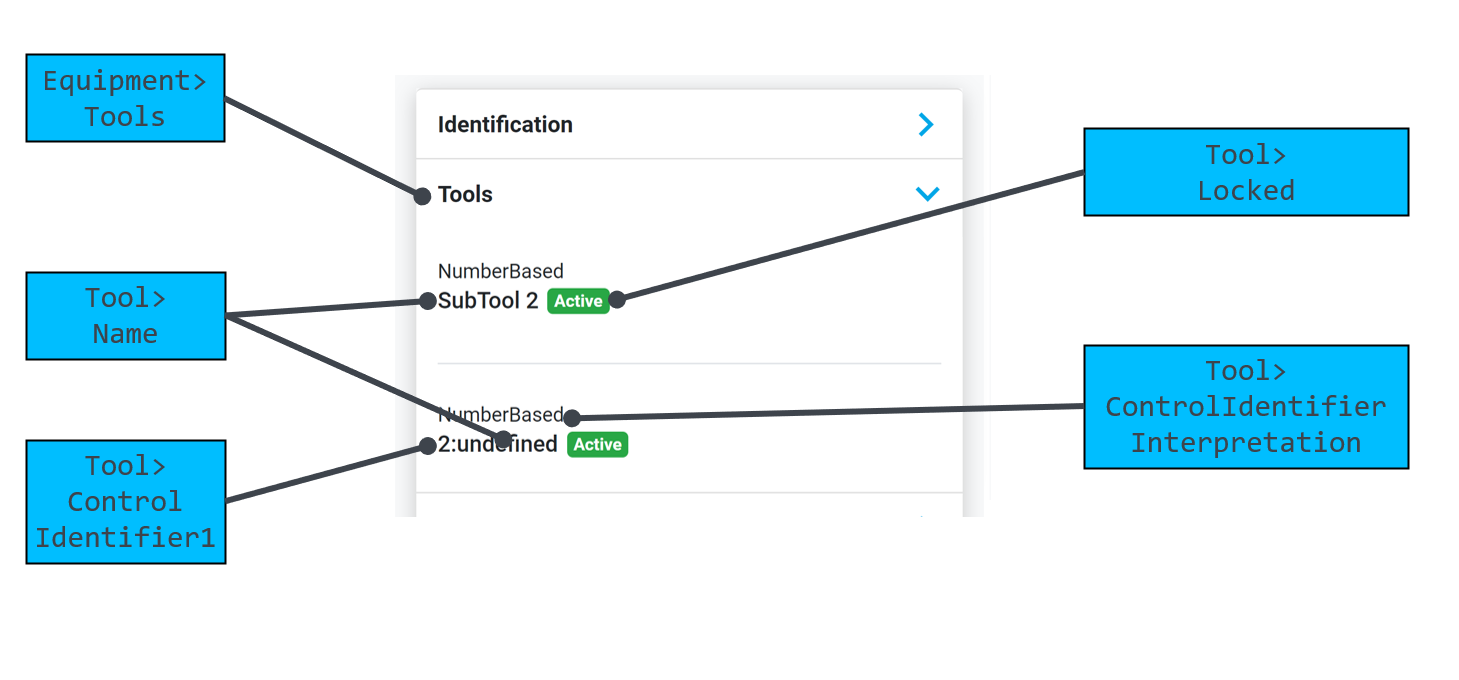 Equipment>
Tools
Tool>
Name
Tool>
Control
Identifier1
Identification
Tools
NumberBased
SubTool 2 Active
NumberBased
2:undefined Active
Tool>
Locked
Tool>
ControlIdentifier
Interpretation